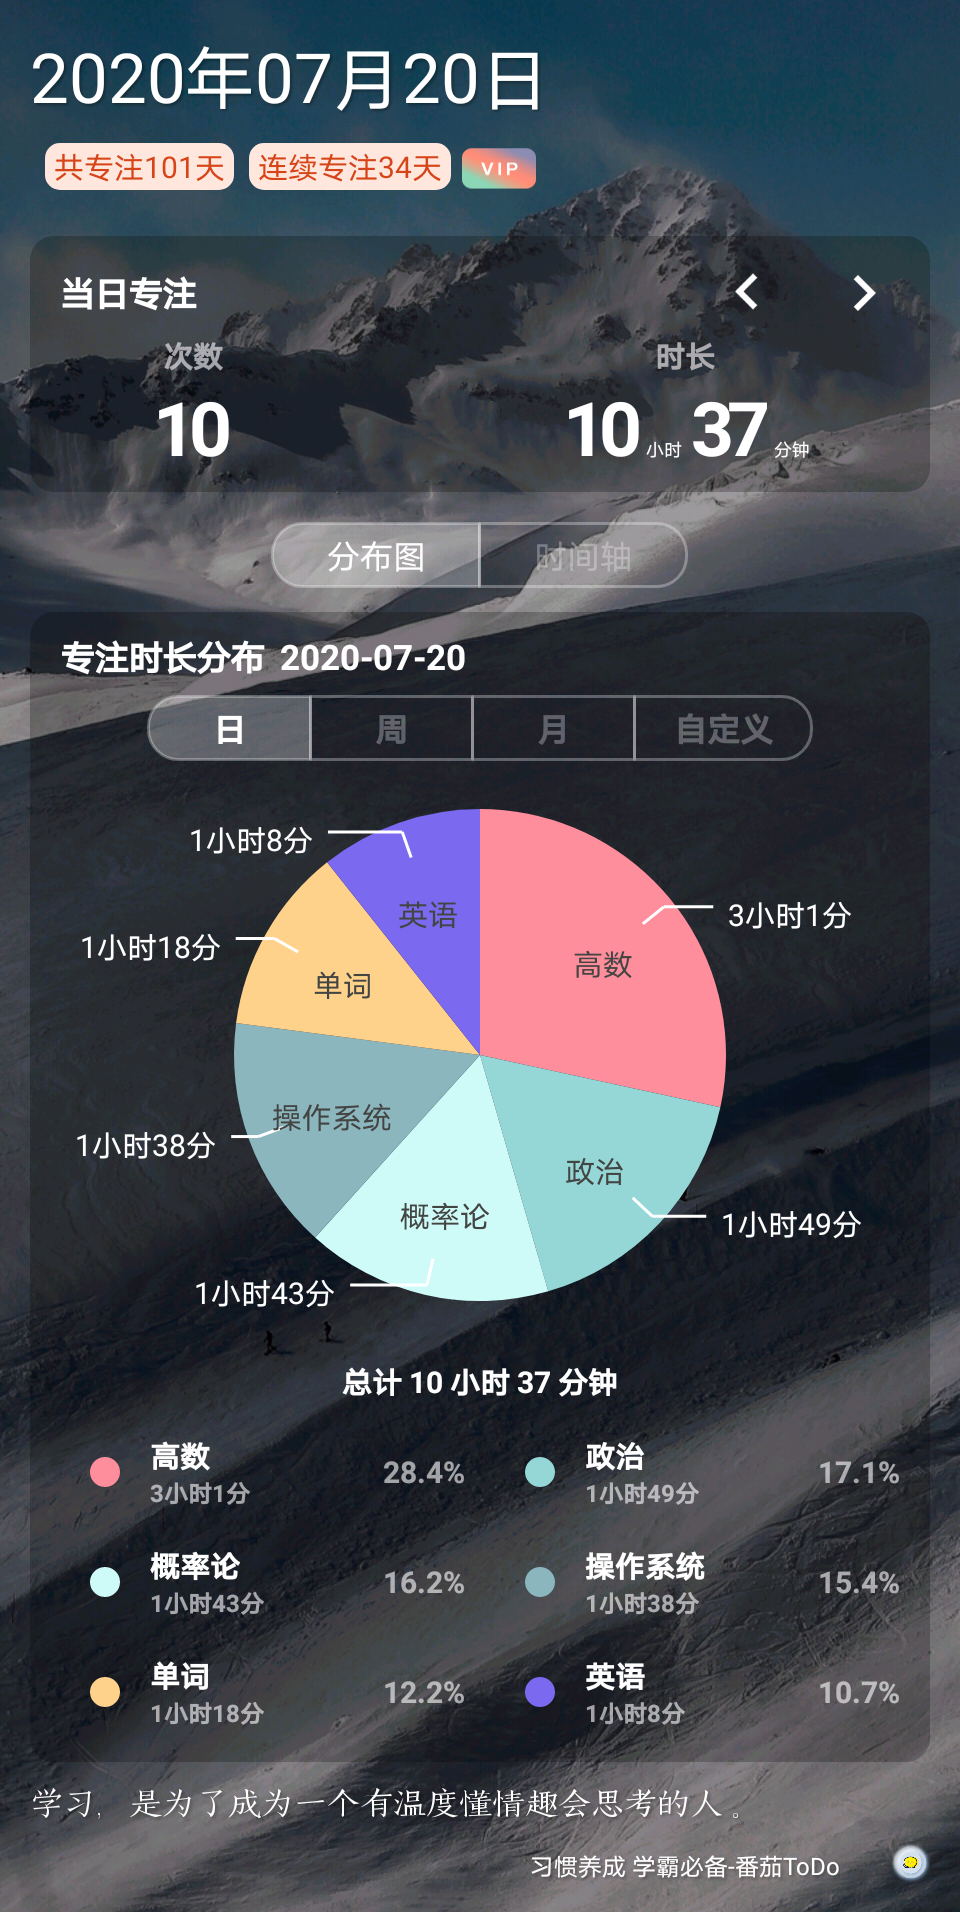 2020年07月20日
共专注101天 连续专注34天 VIP
当日专注
次数 时长
10 10小时37分钟
分布图 时间轴
专注时长分布 2020-07-20
日 周 月 自定义
1小时8分
英语
3小时1分
高数
1小时18分
单词
操作系统
1小时38分
政治
1小时49分
概率论
1小时43分
总计 10 小时 37 分钟
高数 28.4% 政治 17.1%
3小时1分 1小时49分
概率论 16.2% 操作系统 15.4%
1小时43分 1小时38分
单词 12.2% 英语 10.7%
1小时18分 1小时8分
学习，是为了成为一个有温度懂情趣会思考的人。
习惯养成 学霸必备-番茄ToDo